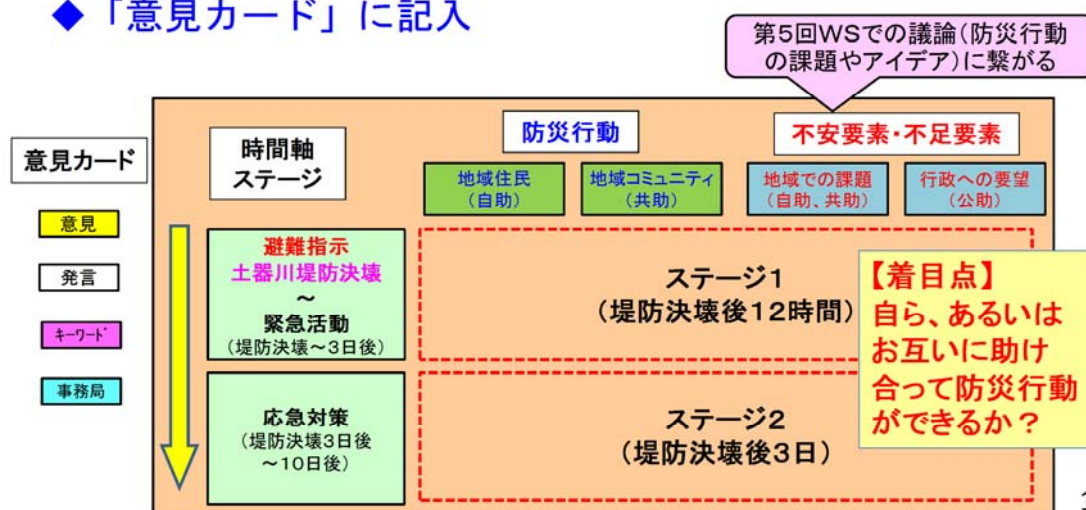 ◆「意見カード」に記入
第5回WSでの議論(防災行動
の課題やアイデア)に繋がる
意見カード
意見
発言
ｷｰﾜｰﾄﾞ
事務局
時間軸
ステージ
防災行動
不安要素・不足要素
地域住民
(自助)
地域コミュニティ
(共助)
地域での課題
(自助、共助)
行政への要望
(公助)
避難指示
土器川堤防決壊
～
緊急活動
(堤防決壊～3日後)
ステージ1
(堤防決壊後12時間)
応急対策
(堤防決壊3日後
～10日後)
ステージ2
(堤防決壊後3日)
【着目点】
自ら、あるいは
お互いに助け
合って防災行動
ができるか？